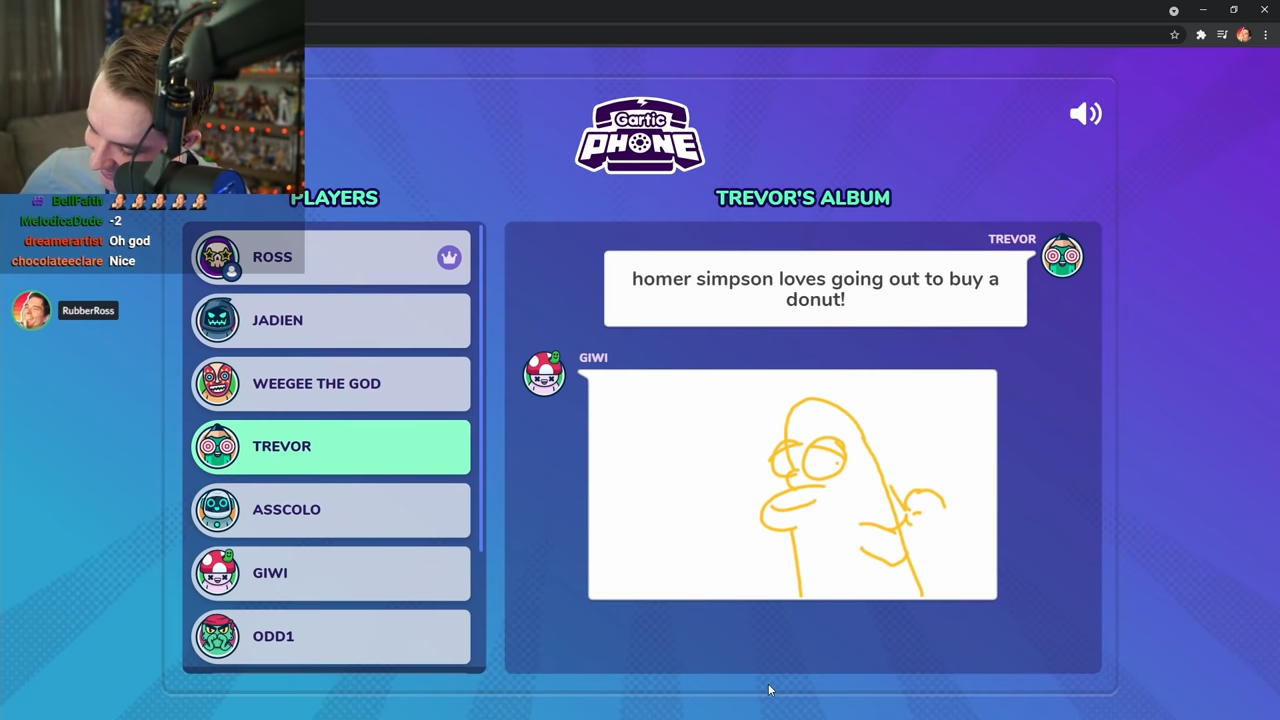 BellFaith
MelodicaDude -2
dreamerartist Oh god
chocolateeclare Nice
RubberRoss
Gartic
PHONE
PLAYERS
ROSS
JADIEN
WEEGEE THE GOD
TREVOR
ASSCOLO
GIWI
ODD1
TREVOR'S ALBUM
TREVOR
homer simpson loves going out to buy a
donut!
GIWI